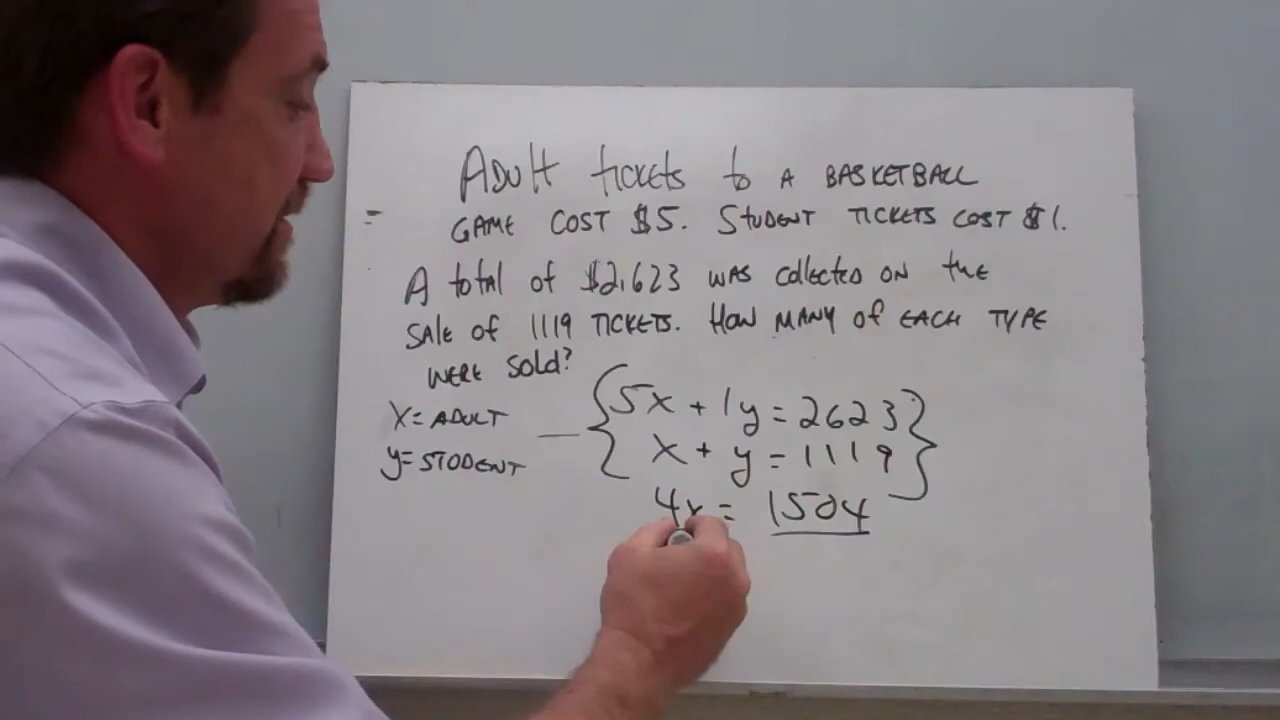 ADULT TICKETS TO A BASKETBALL
GAME COST $5. STUDENT TICKETS COST $1.
A total of $2,623 WAS collected ON the
SALE of 1119 TICKETS. HOW MANY of EACH TYPE
WERE SOLD?
X = ADULT
y = STUDENT
5x + 1y = 2623
x + y = 1119
4x = 1504